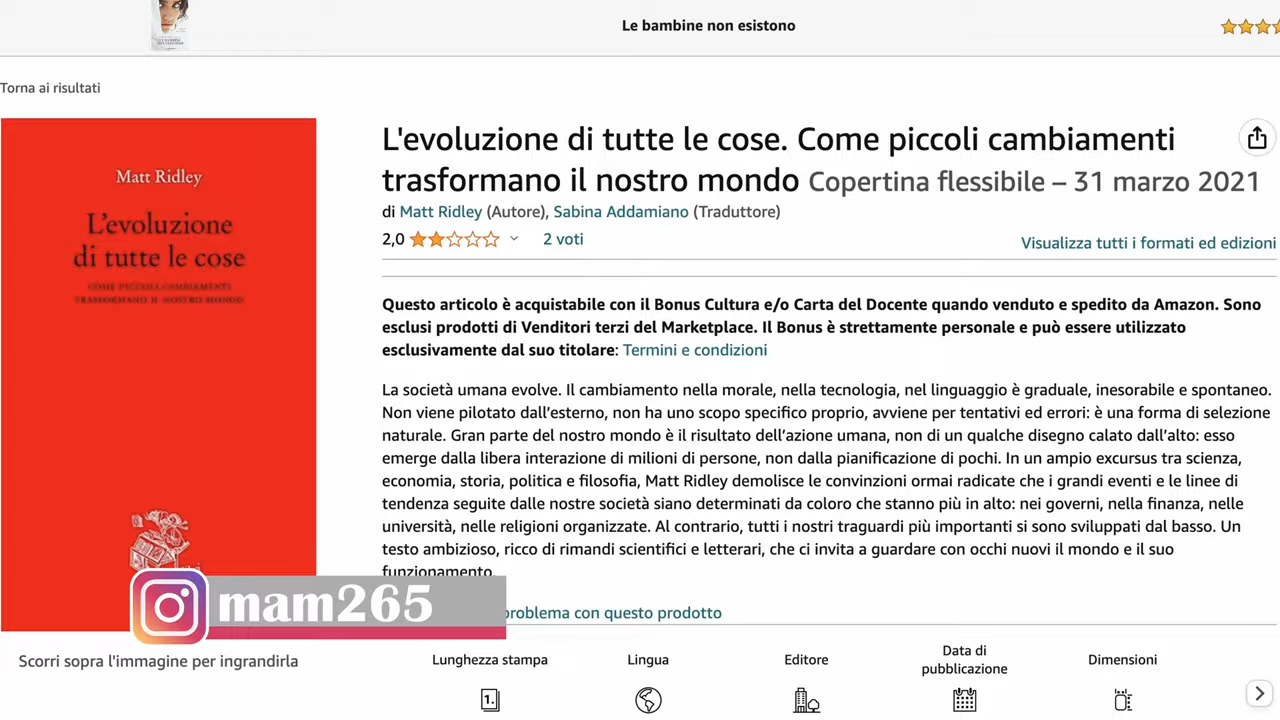 Le bambine non esistono
Torna ai risultati
Matt Ridley
L'evoluzione
di tutte le cose
COME PICCOLI CAMBIAMENTI
TRASFORMANO IL NOSTRO MONDO
L'evoluzione di tutte le cose. Come piccoli cambiamenti
trasformano il nostro mondo Copertina flessibile – 31 marzo 2021
di Matt Ridley (Autore), Sabina Addamiano (Traduttore)
2,0 2 voti
Visualizza tutti i formati ed edizioni
Questo articolo è acquistabile con il Bonus Cultura e/o Carta del Docente quando venduto e spedito da Amazon. Sono
esclusi prodotti di Venditori terzi del Marketplace. Il Bonus è strettamente personale e può essere utilizzato
esclusivamente dal suo titolare: Termini e condizioni
La società umana evolve. Il cambiamento nella morale, nella tecnologia, nel linguaggio è graduale, inesorabile e spontaneo.
Non viene pilotato dall’esterno, non ha uno scopo specifico proprio, avviene per tentativi ed errori: è una forma di selezione
naturale. Gran parte del nostro mondo è il risultato dell’azione umana, non di un qualche disegno calato dall’alto: esso
emerge dalla libera interazione di milioni di persone, non dalla pianificazione di pochi. In un ampio excursus tra scienza,
economia, storia, politica e filosofia, Matt Ridley demolisce le convinzioni ormai radicate che i grandi eventi e le linee di
tendenza seguite dalle nostre società siano determinati da coloro che stanno più in alto: nei governi, nella finanza, nelle
università, nelle religioni organizzate. Al contrario, tutti i nostri traguardi più importanti si sono sviluppati dal basso. Un
testo ambizioso, ricco di rimandi scientifici e letterari, che ci invita a guardare con occhi nuovi il mondo e il suo
funzionamento.
mam265
problema con questo prodotto
Scorri sopra l'immagine per ingrandirla
Lunghezza stampa
Lingua
Editore
Data di
pubblicazione
Dimensioni
1.